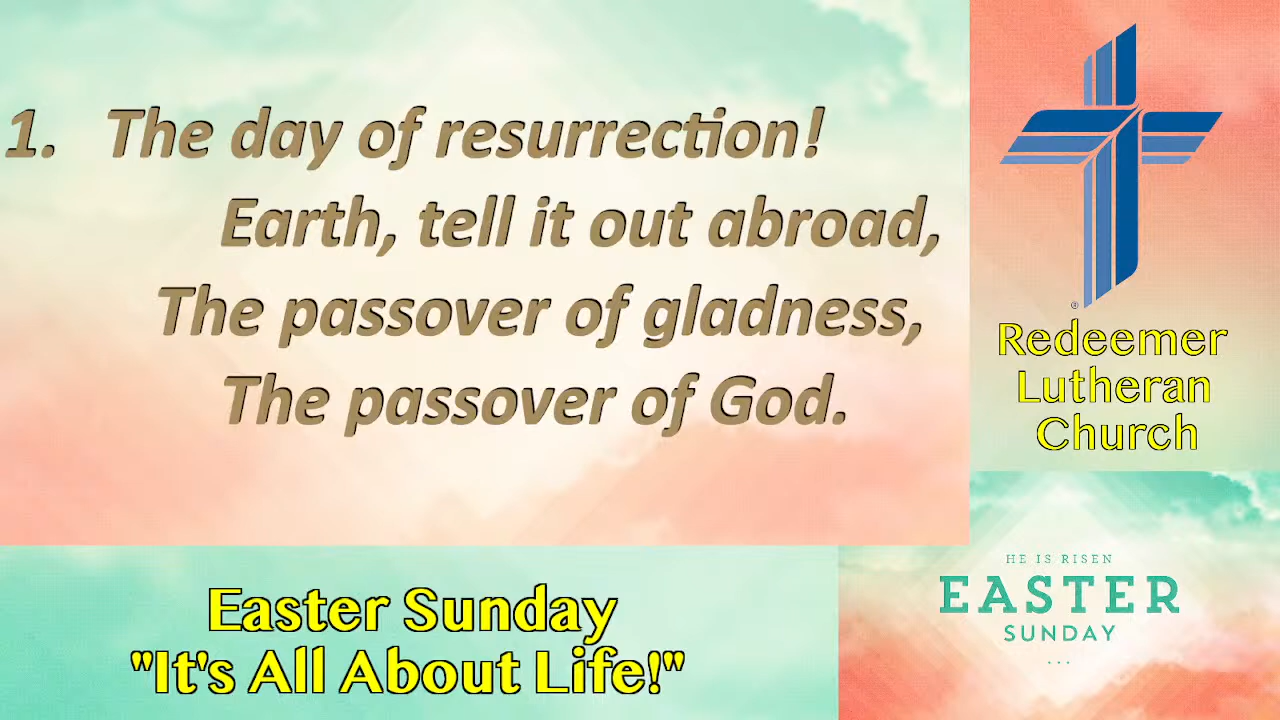 1. The day of resurrection!
Earth, tell it out abroad,
The passover of gladness,
The passover of God.
®
Redeemer
Lutheran
Church
Easter Sunday
"It's All About Life!"
HE IS RISEN
EASTER
SUNDAY
...